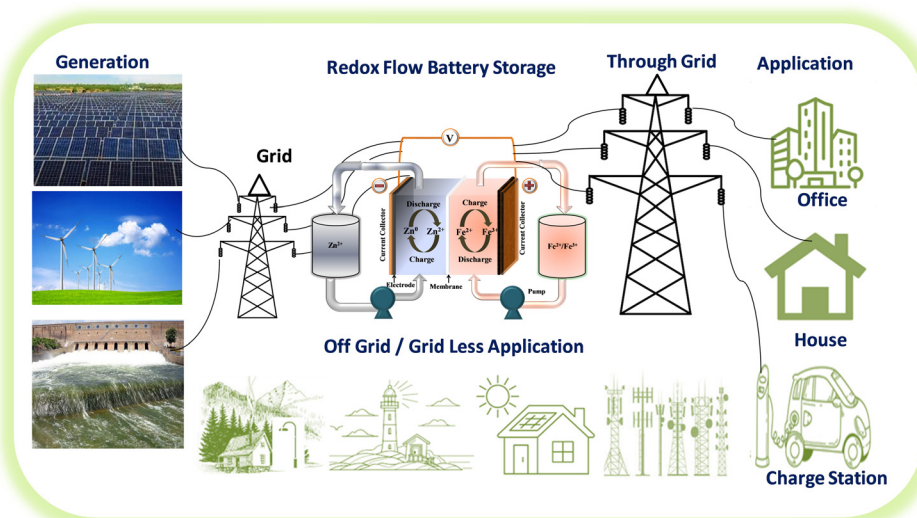 Generation
Redox Flow Battery Storage
Through Grid
Application
Grid
V
−
+
Zn²⁺
Current Collector
Discharge
Zn⁰ Zn²⁺
Charge
Charge
Fe²⁺ Fe³⁺
Discharge
Current Collector
Fe²⁺/Fe³⁺
Electrode
Membrane
Pump
Office
House
Off Grid / Grid Less Application
Charge Station